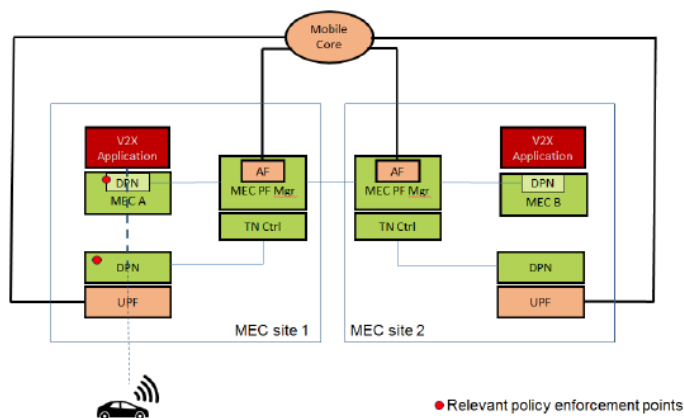 Mobile
Core
V2X
Application
DPN
MEC A
AF
MEC PF Mgr
TN Ctrl
DPN
UPF
MEC site 1
AF
MEC PF Mgr
TN Ctrl
V2X
Application
DPN
MEC B
DPN
UPF
MEC site 2
Relevant policy enforcement points